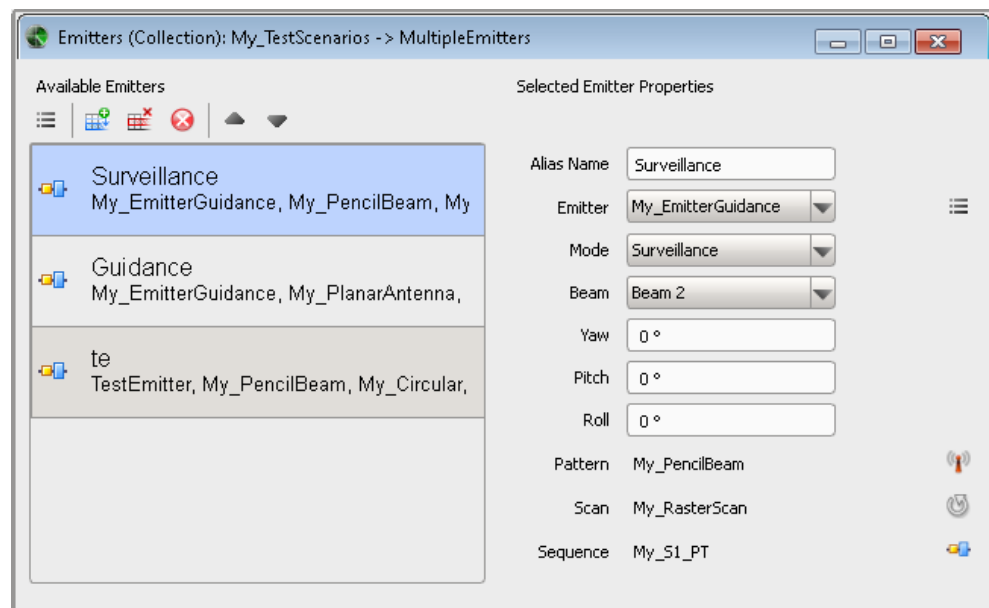 Emitters (Collection): My_TestScenarios -> MultipleEmitters
Available Emitters
Selected Emitter Properties
Surveillance
My_EmitterGuidance, My_PencilBeam, My
Guidance
My_EmitterGuidance, My_PlanarAntenna,
te
TestEmitter, My_PencilBeam, My_Circular,
Alias Name Surveillance
Emitter My_EmitterGuidance
Mode Surveillance
Beam Beam 2
Yaw 0 °
Pitch 0 °
Roll 0 °
Pattern My_PencilBeam
Scan My_RasterScan
Sequence My_S1_PT